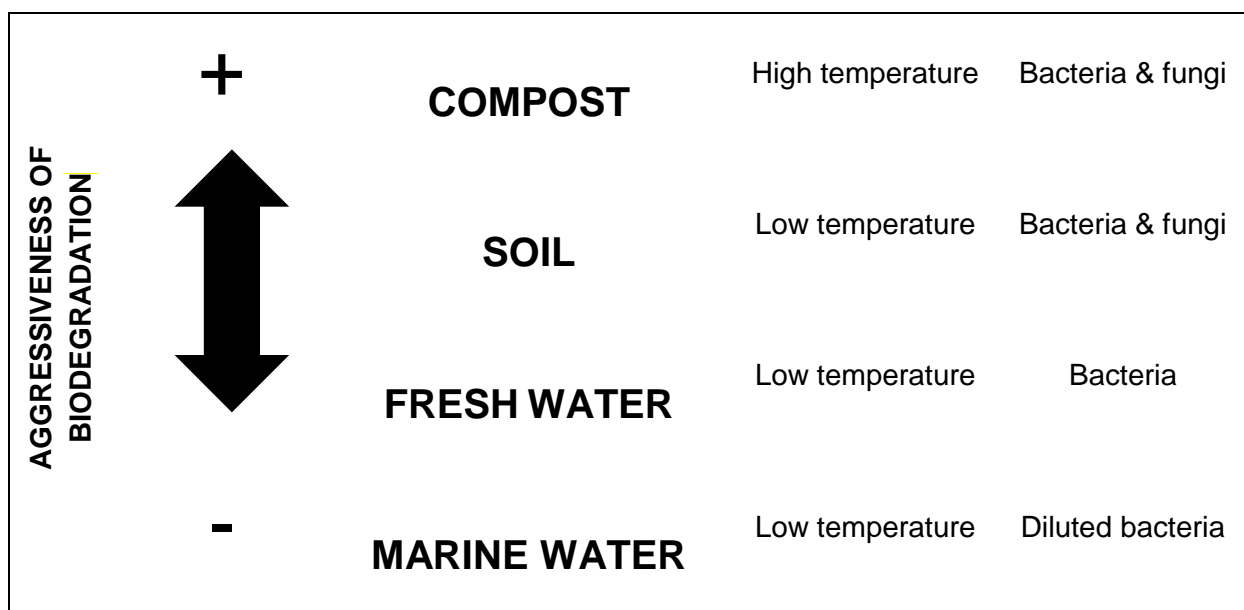 AGGRESSIVENESS OF
BIODEGRADATION
+
COMPOST
High temperature
Bacteria & fungi
SOIL
Low temperature
Bacteria & fungi
FRESH WATER
Low temperature
Bacteria
-
MARINE WATER
Low temperature
Diluted bacteria